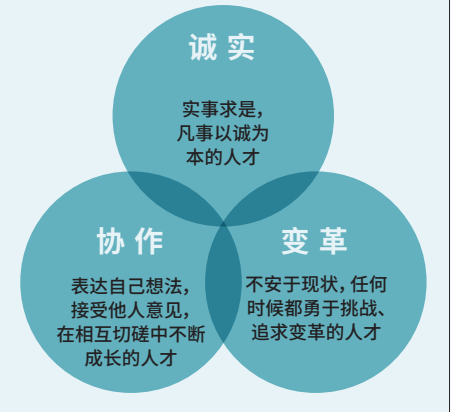 诚实
实事求是，
凡事以诚为
本的人才
协作
表达自己想法，
接受他人意见，
在相互切磋中不断
成长的人才
变革
不安于现状，任何
时候都勇于挑战、
追求变革的人才